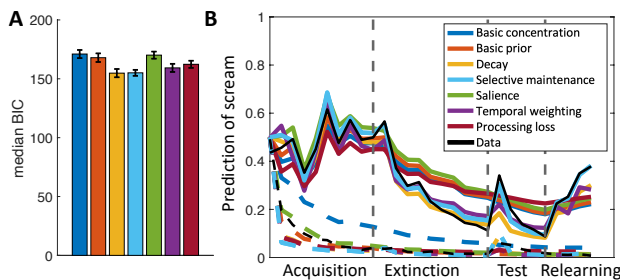 A
median BIC
200
150
100
50
0
B
Prediction of scream
1
0.8
0.6
0.4
0.2
0
Basic concentration
Basic prior
Decay
Selective maintenance
Salience
Temporal weighting
Processing loss
Data
Acquisition Extinction Test Relearning